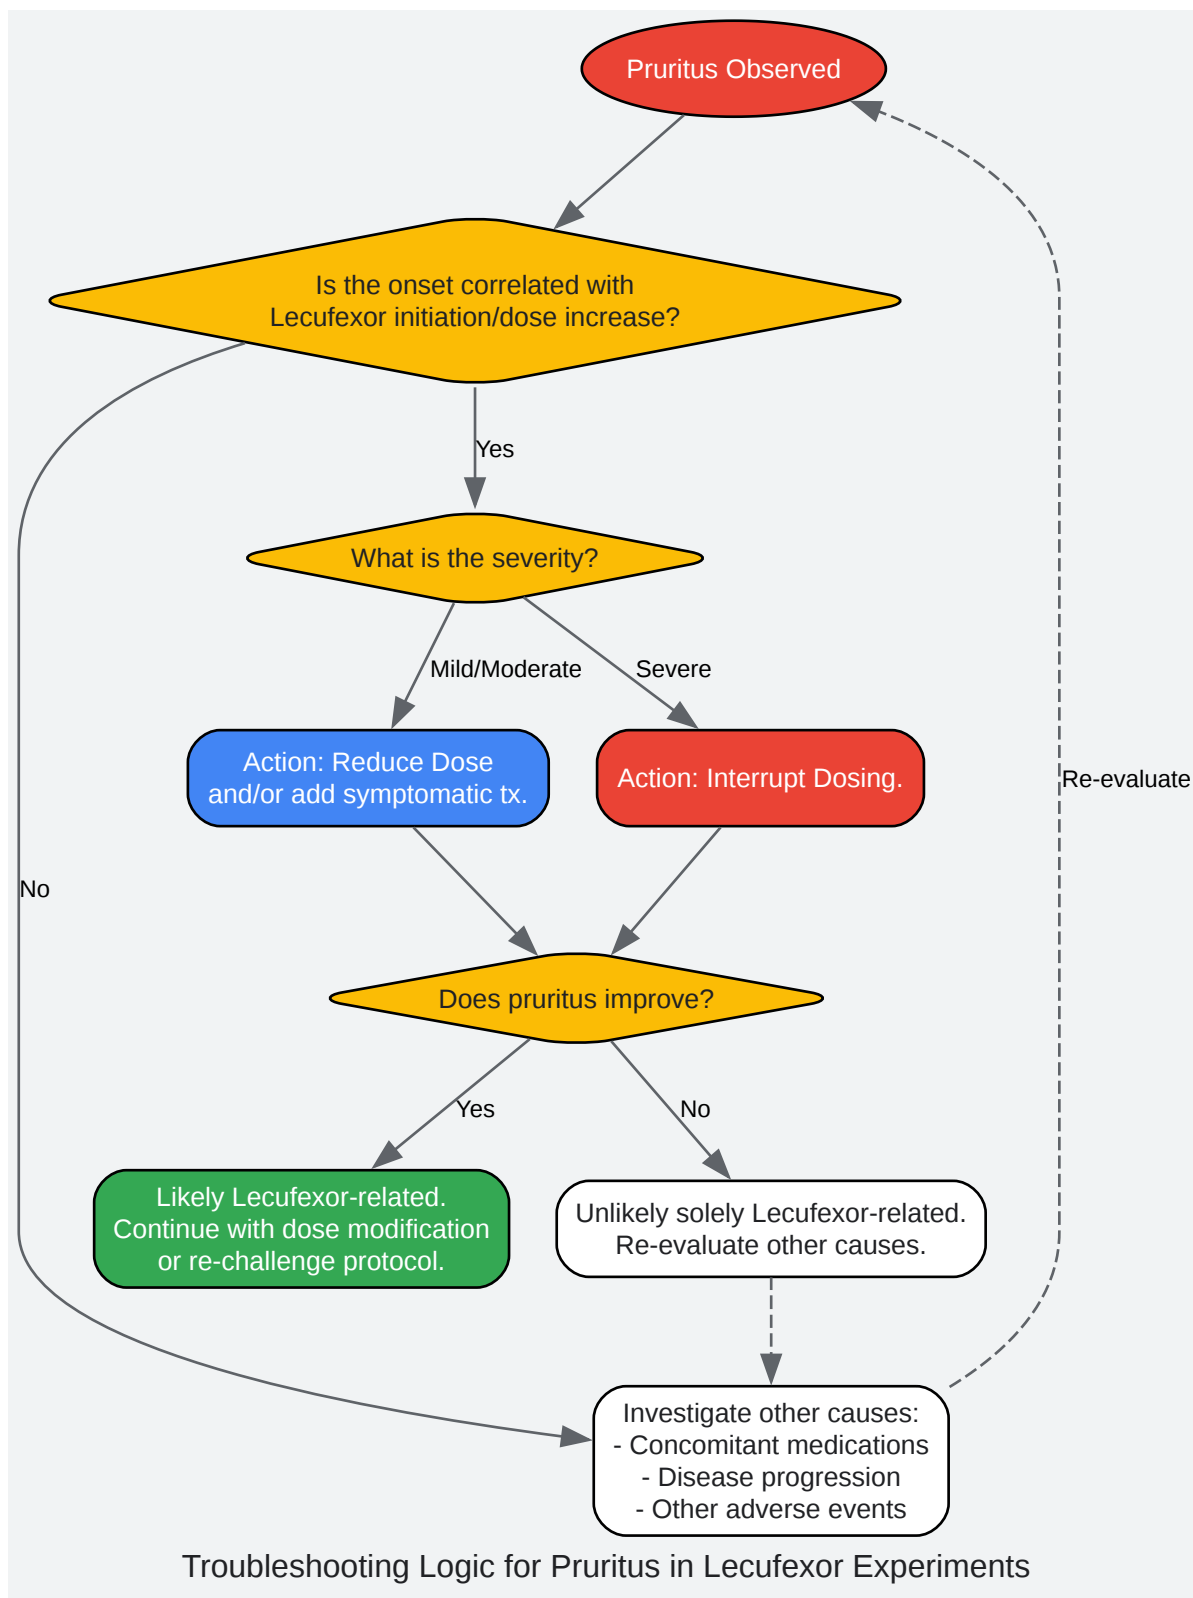 Pruritus Observed
Is the onset correlated with
Lecufexor initiation/dose increase?
Yes
What is the severity?
Mild/Moderate
Severe
Action: Reduce Dose
and/or add symptomatic tx.
Action: Interrupt Dosing.
Re-evaluate
No
Does pruritus improve?
Yes
No
Likely Lecufexor-related.
Continue with dose modification
or re-challenge protocol.
Unlikely solely Lecufexor-related.
Re-evaluate other causes.
Investigate other causes:
- Concomitant medications
- Disease progression
- Other adverse events
Troubleshooting Logic for Pruritus in Lecufexor Experiments